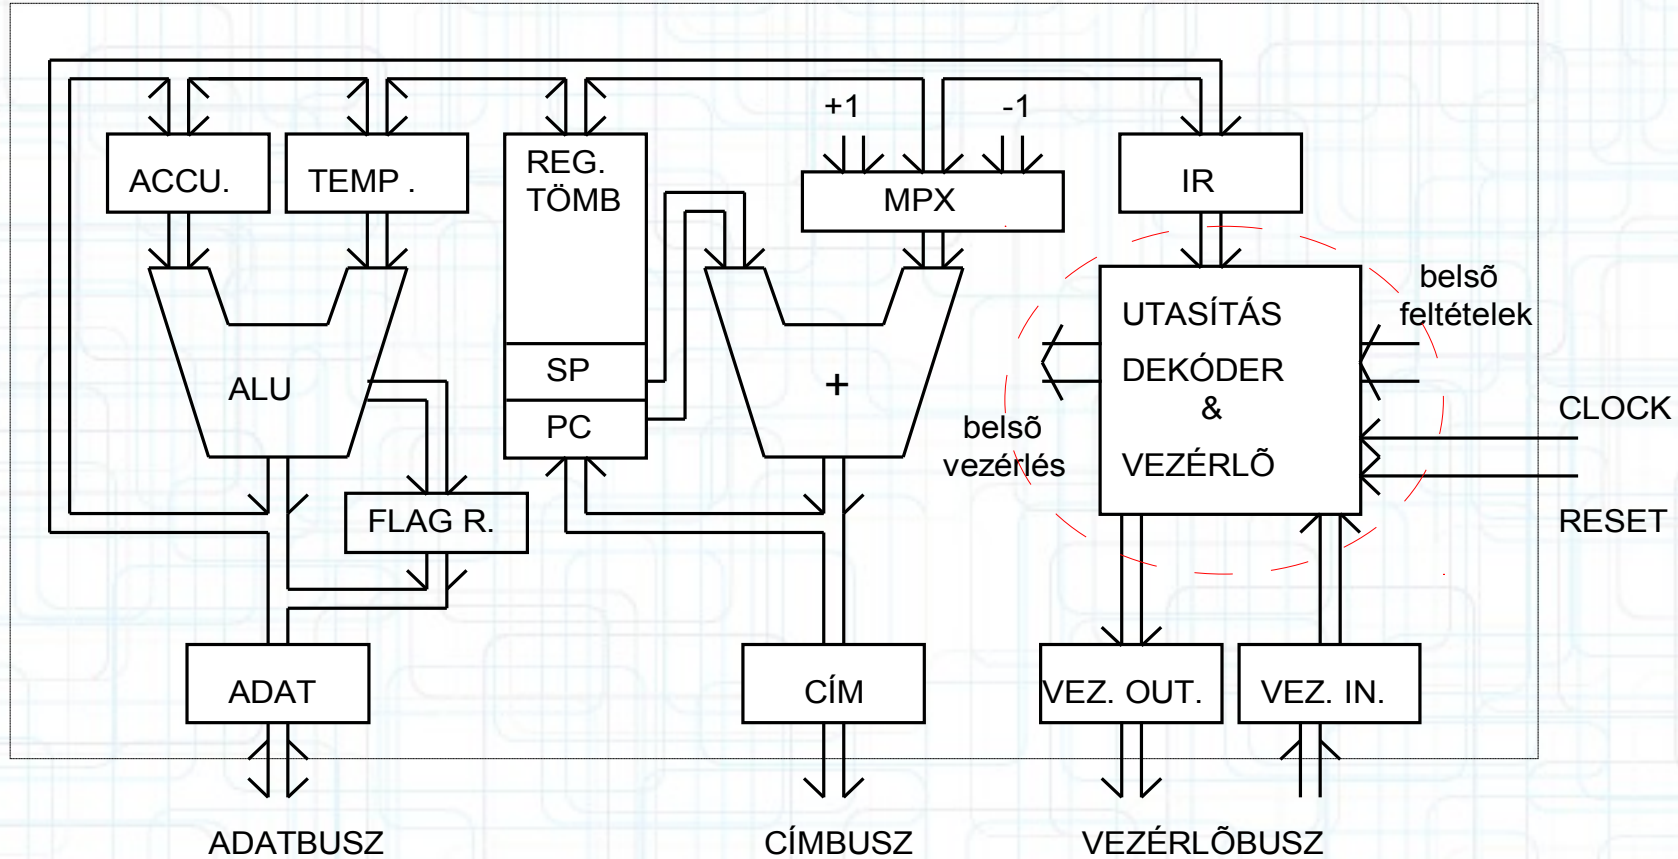 +1
-1
ACCU.
TEMP .
REG.
TÖMB
MPX
IR
belsõ
feltételek
UTASÍTÁS
DEKÓDER
&
VEZÉRLÕ
SP
PC
ALU
+
belsõ
vezérlés
CLOCK
RESET
FLAG R.
ADAT
CÍM
VEZ. OUT.
VEZ. IN.
ADATBUSZ
CÍMBUSZ
VEZÉRLÕBUSZ